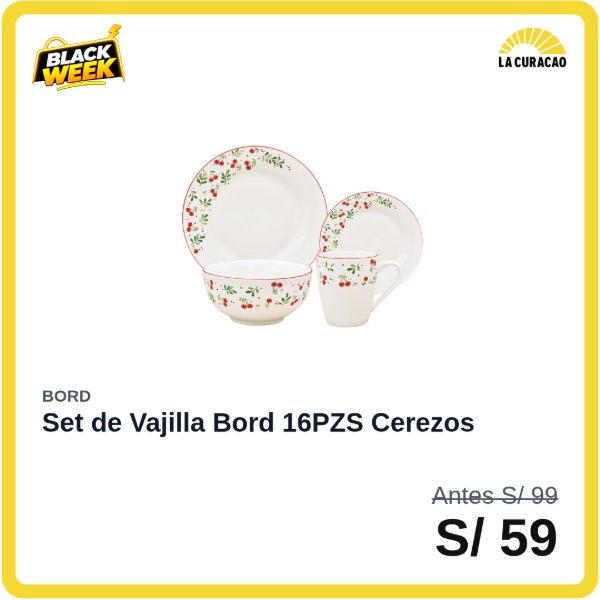 BLACK
WEEK
LA CURACAO
BORD
Set de Vajilla Bord 16PZS Cerezos
Antes S/ 99
S/ 59